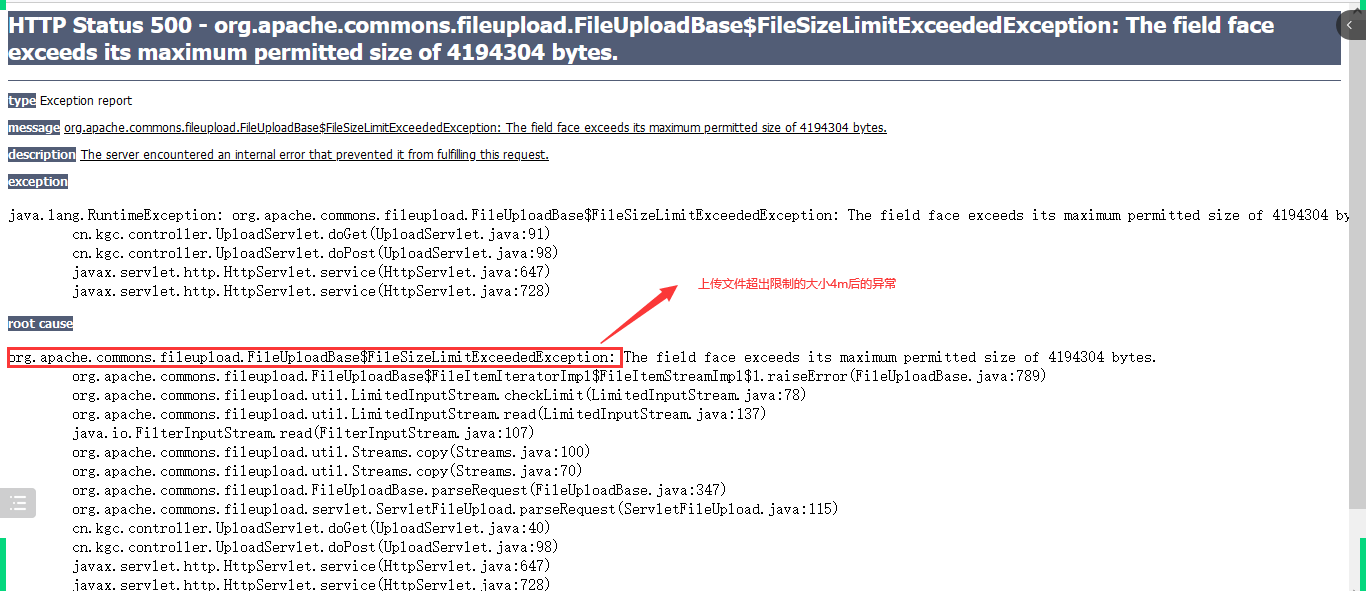 HTTP Status 500 - org.apache.commons.fileupload.FileUploadBase$FileSizeLimitExceededException: The field face
exceeds its maximum permitted size of 4194304 bytes.
type Exception report
message org.apache.commons.fileupload.FileUploadBase$FileSizeLimitExceededException: The field face exceeds its maximum permitted size of 4194304 bytes.
description The server encountered an internal error that prevented it from fulfilling this request.
exception
java.lang.RuntimeException: org.apache.commons.fileupload.FileUploadBase$FileSizeLimitExceededException: The field face exceeds its maximum permitted size of 4194304 by
cn.kgc.controller.UploadServlet.doGet(UploadServlet.java:91)
cn.kgc.controller.UploadServlet.doPost(UploadServlet.java:98)
javax.servlet.http.HttpServlet.service(HttpServlet.java:647)
javax.servlet.http.HttpServlet.service(HttpServlet.java:728)
上传文件超出限制的大小4m后的异常
root cause
org.apache.commons.fileupload.FileUploadBase$FileSizeLimitExceededException: The field face exceeds its maximum permitted size of 4194304 bytes.
org.apache.commons.fileupload.FileUploadBase$FileItemIteratorImpl$FileItemStreamImpl$1.raiseError(FileUploadBase.java:789)
org.apache.commons.fileupload.util.LimitedInputStream.checkLimit(LimitedInputStream.java:78)
org.apache.commons.fileupload.util.LimitedInputStream.read(LimitedInputStream.java:137)
java.io.FilterInputStream.read(FilterInputStream.java:107)
org.apache.commons.fileupload.util.Streams.copy(Streams.java:100)
org.apache.commons.fileupload.util.Streams.copy(Streams.java:70)
org.apache.commons.fileupload.FileUploadBase.parseRequest(FileUploadBase.java:347)
org.apache.commons.fileupload.servlet.ServletFileUpload.parseRequest(ServletFileUpload.java:115)
cn.kgc.controller.UploadServlet.doGet(UploadServlet.java:40)
cn.kgc.controller.UploadServlet.doPost(UploadServlet.java:98)
javax.servlet.http.HttpServlet.service(HttpServlet.java:647)
javax.servlet.http.HttpServlet.service(HttpServlet.java:728)